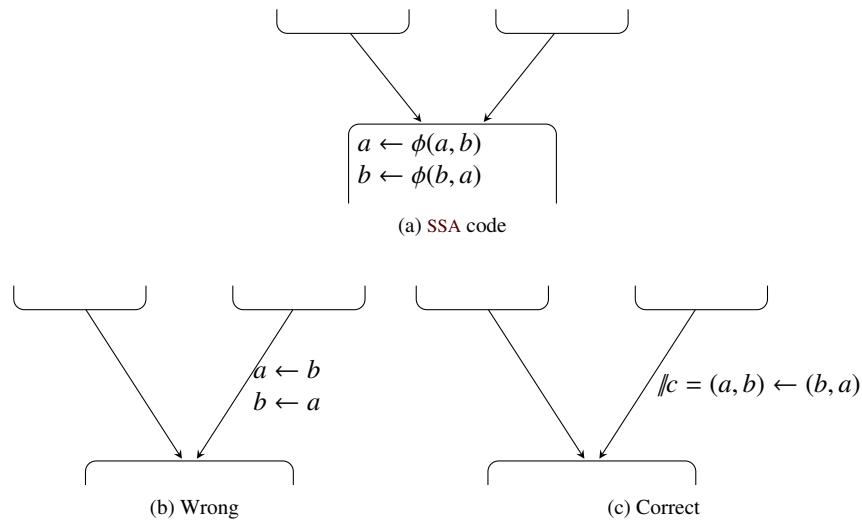 a ← ϕ(a, b)
b ← ϕ(b, a)
(a) SSA code
a ← b
b ← a
∥c = (a, b) ← (b, a)
(b) Wrong
(c) Correct